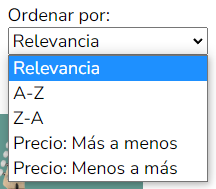 Ordenar por:
Relevancia
Relevancia
A-Z
Z-A
Precio: Más a menos
Precio: Menos a más